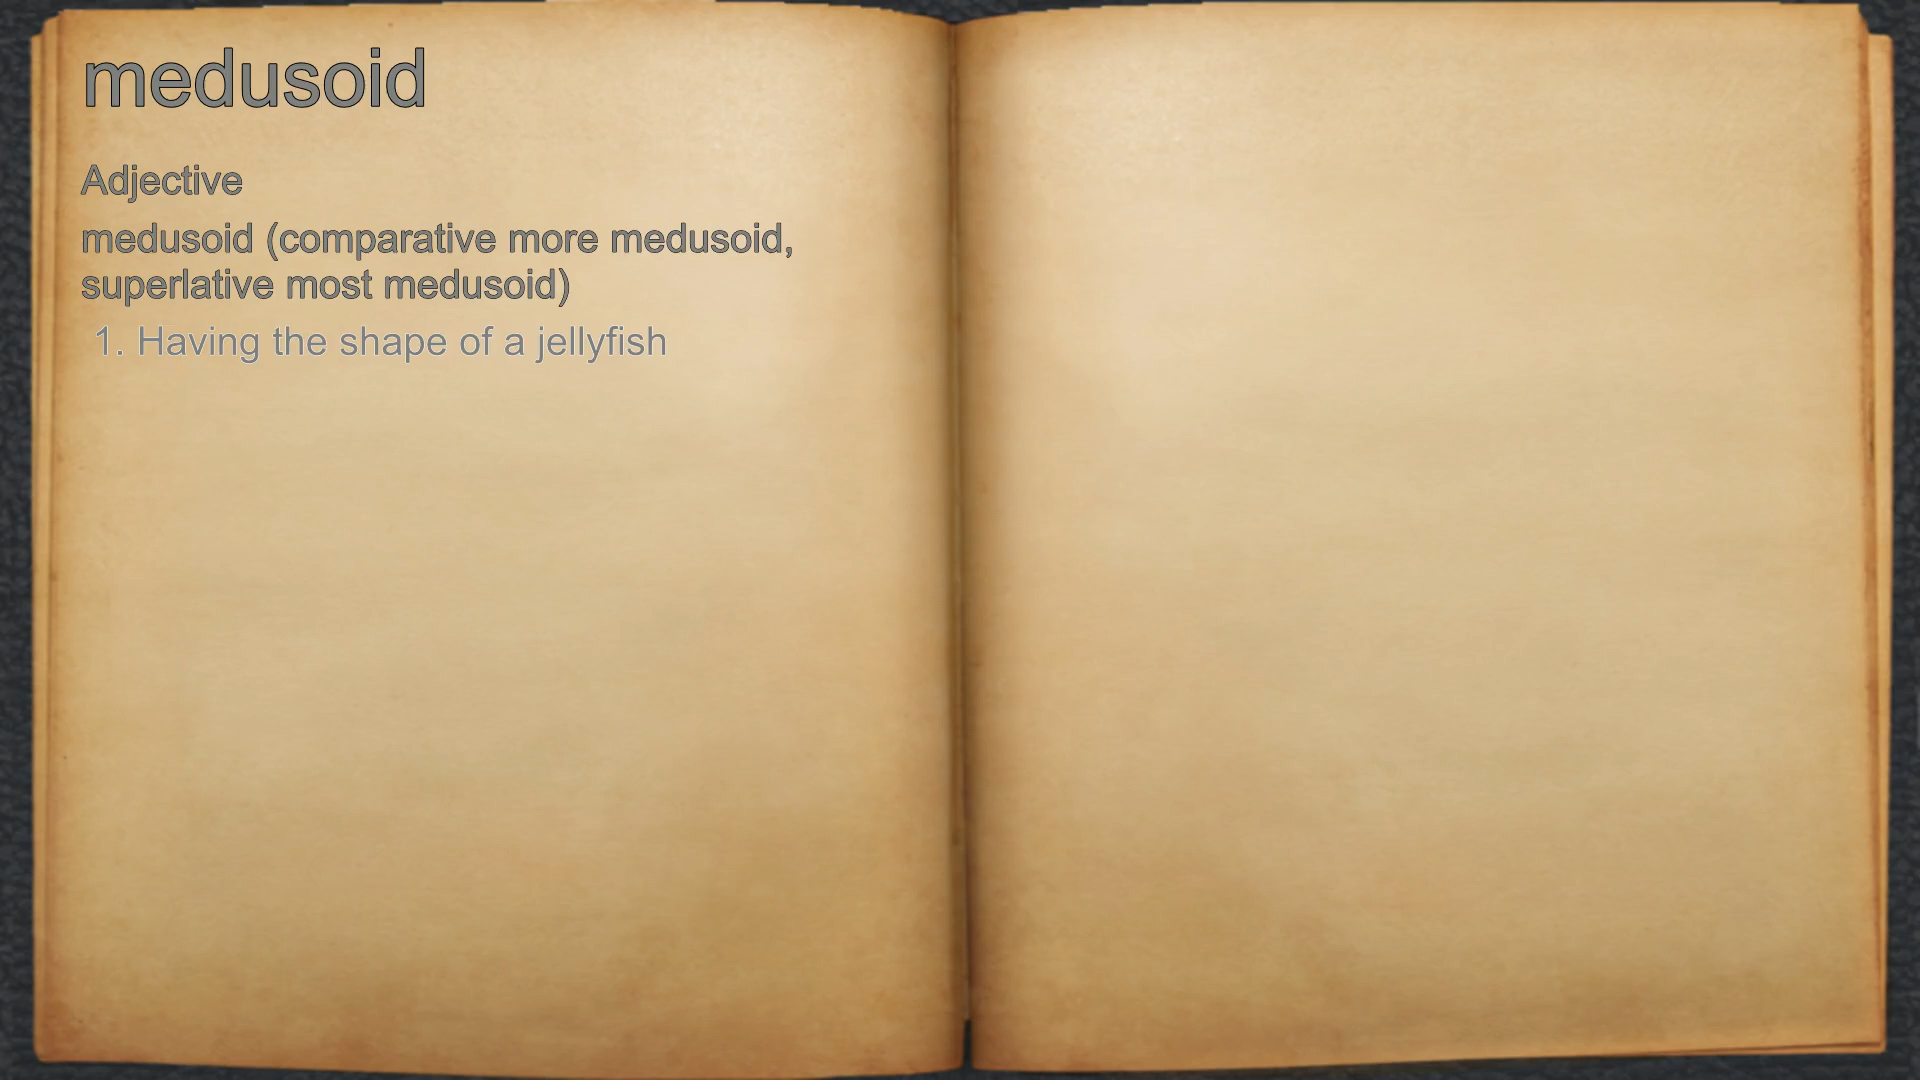 medusoid
Adjective
medusoid (comparative more medusoid,
superlative most medusoid)
1. Having the shape of a jellyfish